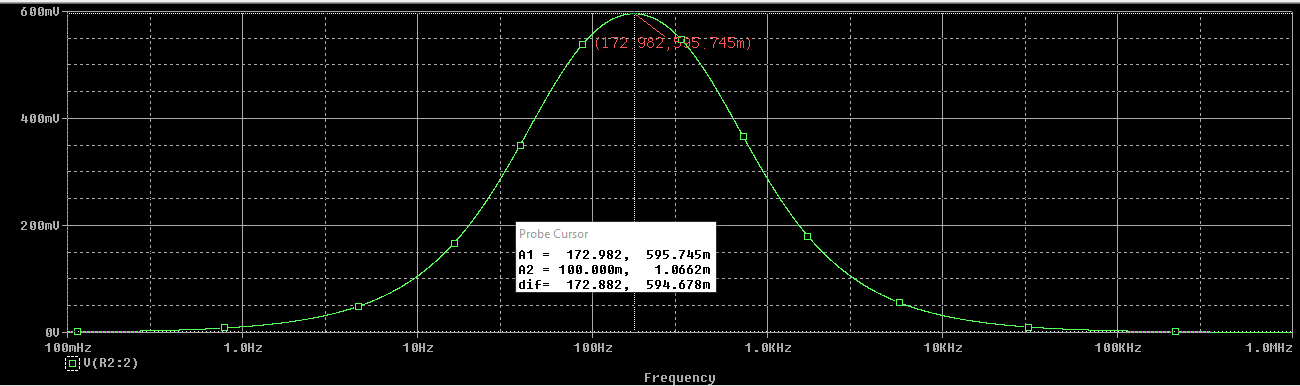 600mV
(172.982,595.745m)
400mV
200mV
Probe Cursor
A1 = 172.982, 595.745m
A2 = 100.000m, 1.0662m
dif= 172.882, 594.678m
0V
100mHz 1.0Hz 10Hz 100Hz 1.0KHz 10KHz 100KHz 1.0MHz
V(R2:2)
Frequency